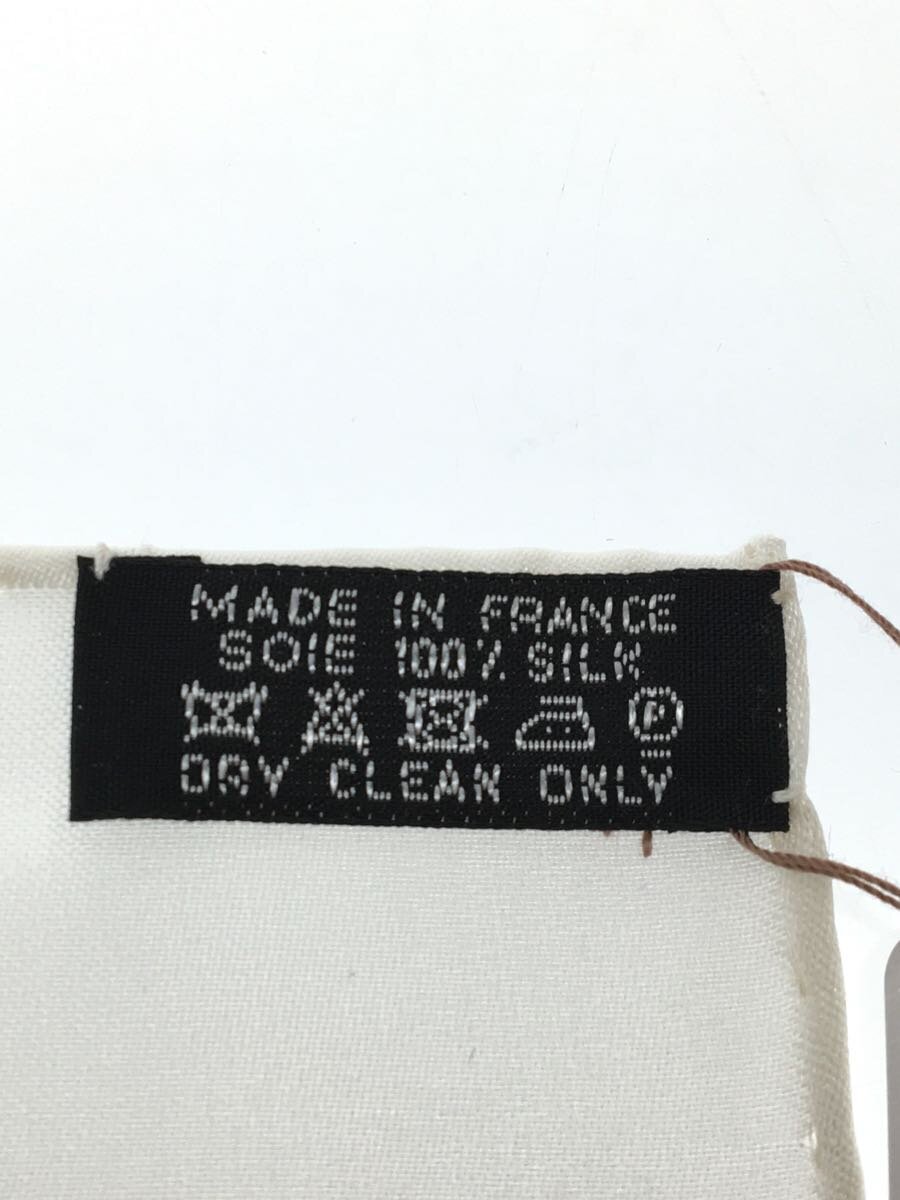 MADE IN FRANCE
SOIE 100% SILK
P
DRY CLEAN ONLY